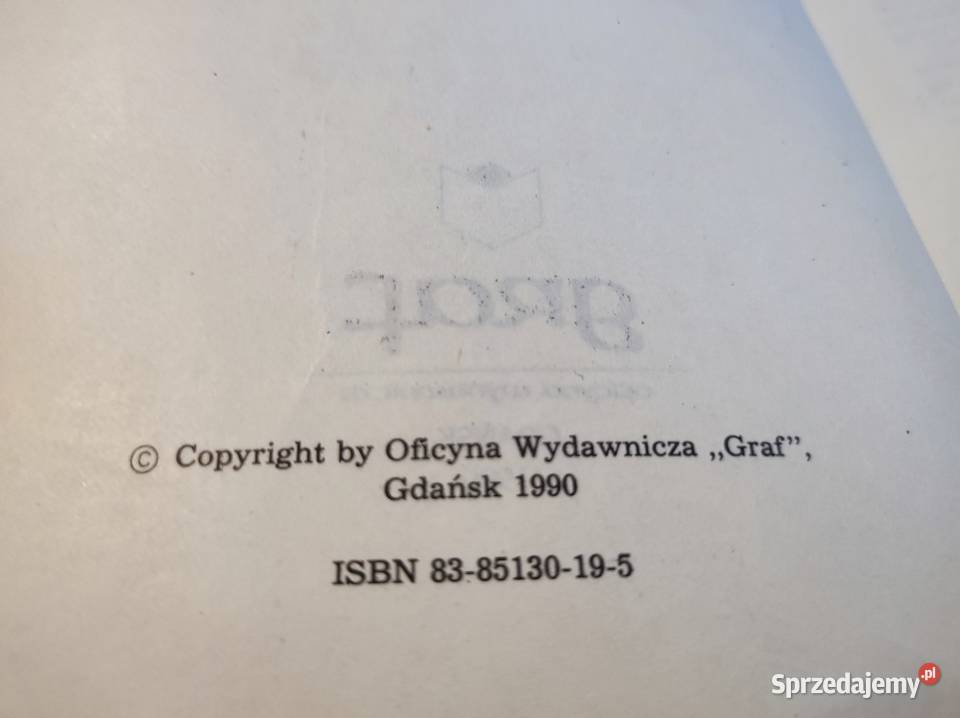 © Copyright by Oficyna Wydawnicza „Graf”,
Gdańsk 1990
ISBN 83-85130-19-5
Sprzedajemy.pl